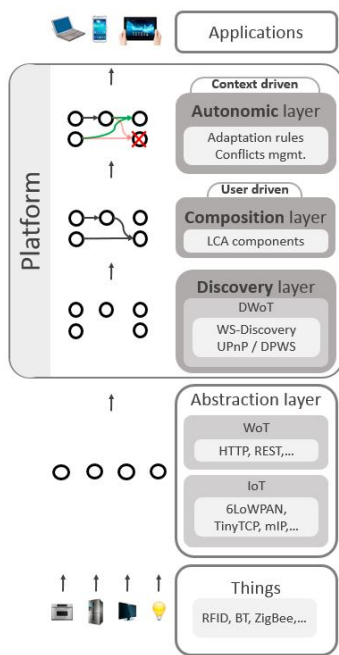 Applications
Platform
Context driven
Autonomic layer
Adaptation rules
Conflicts mgmt.
User driven
Composition layer
LCA components
Discovery layer
DWoT
WS-Discovery
UPnP / DPWS
Abstraction layer
WoT
HTTP, REST,...
IoT
6LoWPAN,
TinyTCP, mIP,...
Things
RFID, BT, ZigBee,...